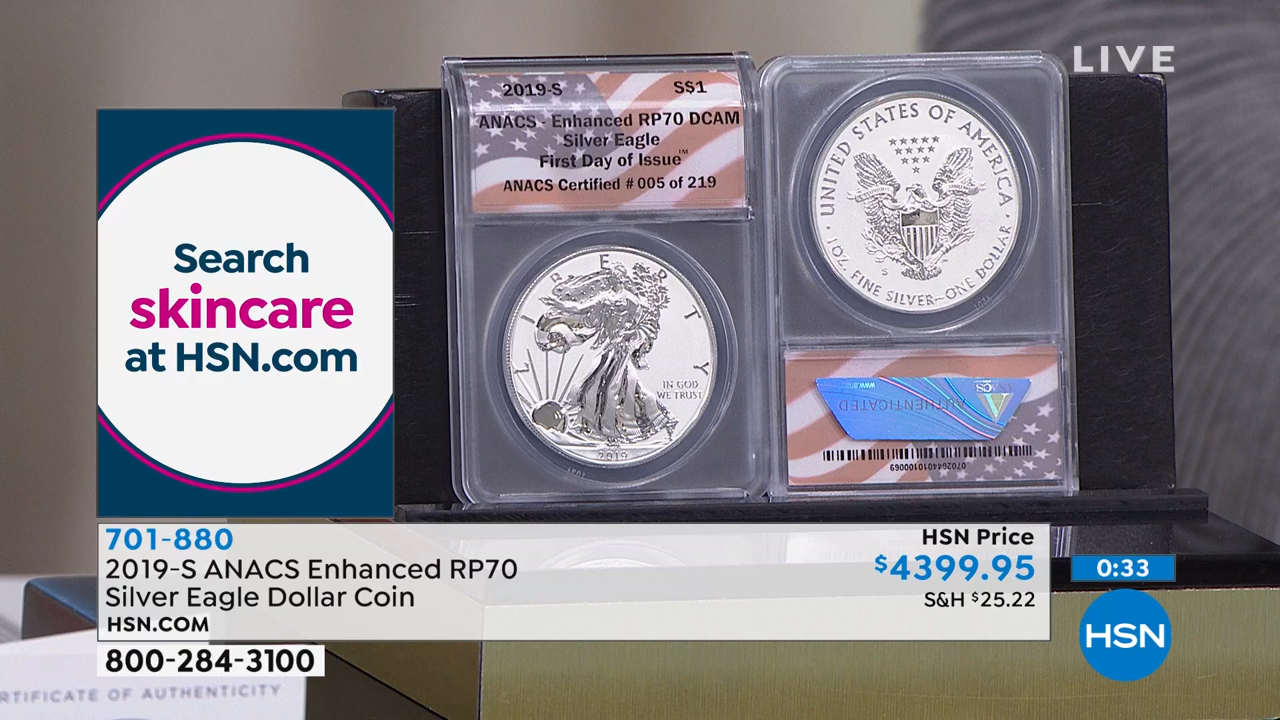 LIVE
Search
skincare
at HSN.com
2019-S S$1
ANACS - Enhanced RP70 DCAM
Silver Eagle
First Day of Issue™
ANACS Certified # 005 of 219
LIBERTY
IN GOD
WE TRUST
2019
UNITED STATES OF AMERICA
S
1 OZ. FINE SILVER~ONE DOLLAR
ANACS
AUTHENTICATED
701-880
2019-S ANACS Enhanced RP70
Silver Eagle Dollar Coin
HSN.COM
800-284-3100
HSN Price
$4399.95
S&H $25.22
0:33
HSN
RTIFICATE OF AUTHENTICITY